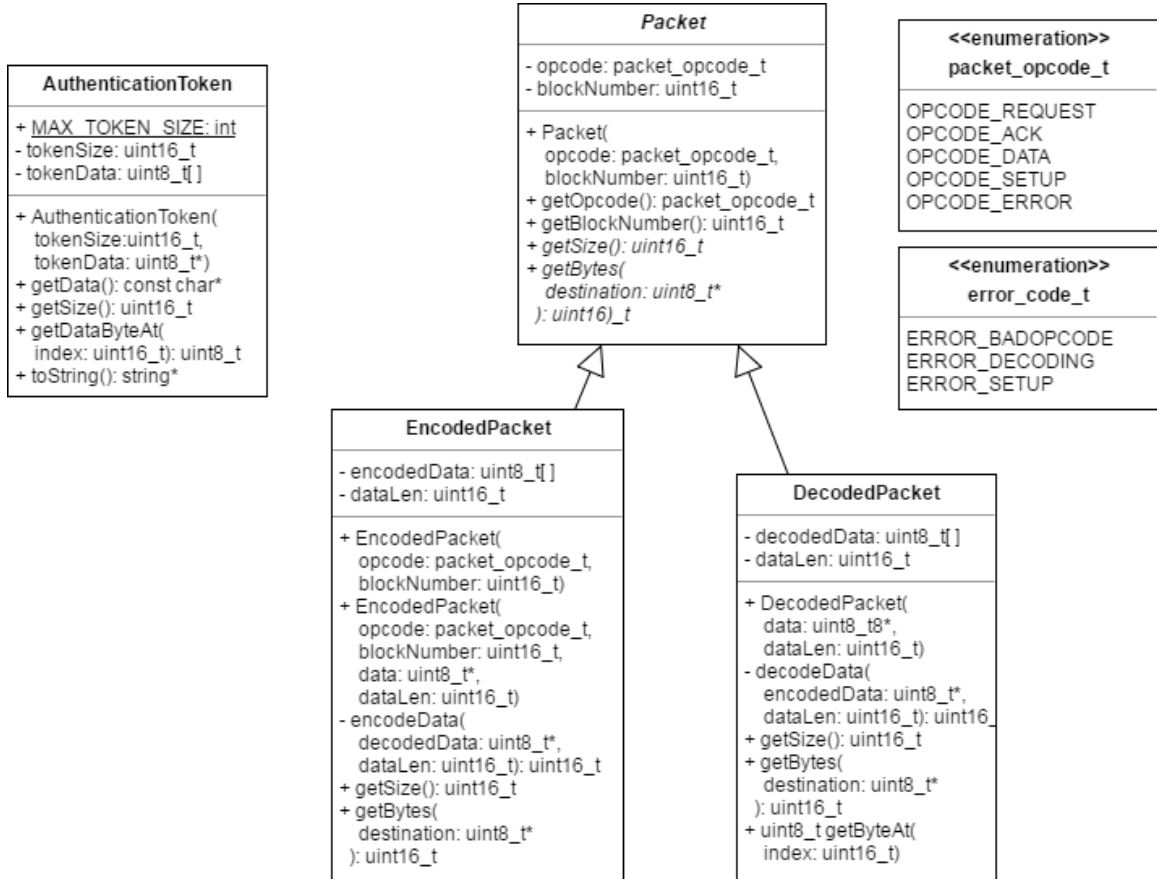 AuthenticationToken
+ MAX_TOKEN_SIZE: int
- tokenSize: uint16_t
- tokenData: uint8_t[ ]
+ AuthenticationToken(
tokenSize:uint16_t,
tokenData: uint8_t*)
+ getData(): const char*
+ getSize(): uint16_t
+ getDataByteAt(
index: uint16_t): uint8_t
+ toString(): string*
Packet
- opcode: packet_opcode_t
- blockNumber: uint16_t
+ Packet(
opcode: packet_opcode_t,
blockNumber: uint16_t)
+ getOpcode(): packet_opcode_t
+ getBlockNumber(): uint16_t
+ getSize(): uint16_t
+ getBytes(
destination: uint8_t*
): uint16)_t
<<enumeration>>
packet_opcode_t
OPCODE_REQUEST
OPCODE_ACK
OPCODE_DATA
OPCODE_SETUP
OPCODE_ERROR
<<enumeration>>
error_code_t
ERROR_BADOPCODE
ERROR_DECODING
ERROR_SETUP
EncodedPacket
- encodedData: uint8_t[ ]
- dataLen: uint16_t
+ EncodedPacket(
opcode: packet_opcode_t,
blockNumber: uint16_t)
+ EncodedPacket(
opcode: packet_opcode_t,
blockNumber: uint16_t,
data: uint8_t*,
dataLen: uint16_t)
- encodeData(
decodedData: uint8_t*,
dataLen: uint16_t): uint16_t
+ getSize(): uint16_t
+ getBytes(
destination: uint8_t*
): uint16_t
DecodedPacket
- decodedData: uint8_t[ ]
- dataLen: uint16_t
+ DecodedPacket(
data: uint8_t8*,
dataLen: uint16_t)
- decodeData(
encodedData: uint8_t*,
dataLen: uint16_t): uint16_
+ getSize(): uint16_t
+ getBytes(
destination: uint8_t*
): uint16_t
+ uint8_t getByteAt(
index: uint16_t)